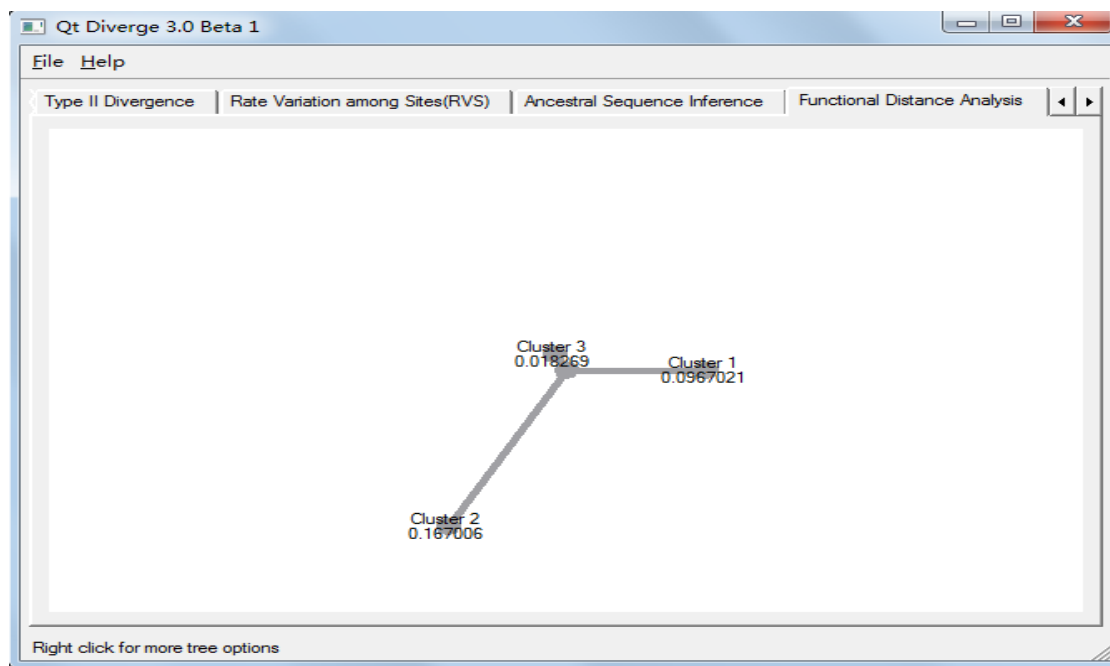 Qt Diverge 3.0 Beta 1
File Help
Type II Divergence Rate Variation among Sites(RVS) Ancestral Sequence Inference Functional Distance Analysis
Cluster 3
0.018269
Cluster 1
0.0967021
Cluster 2
0.167006
Right click for more tree options